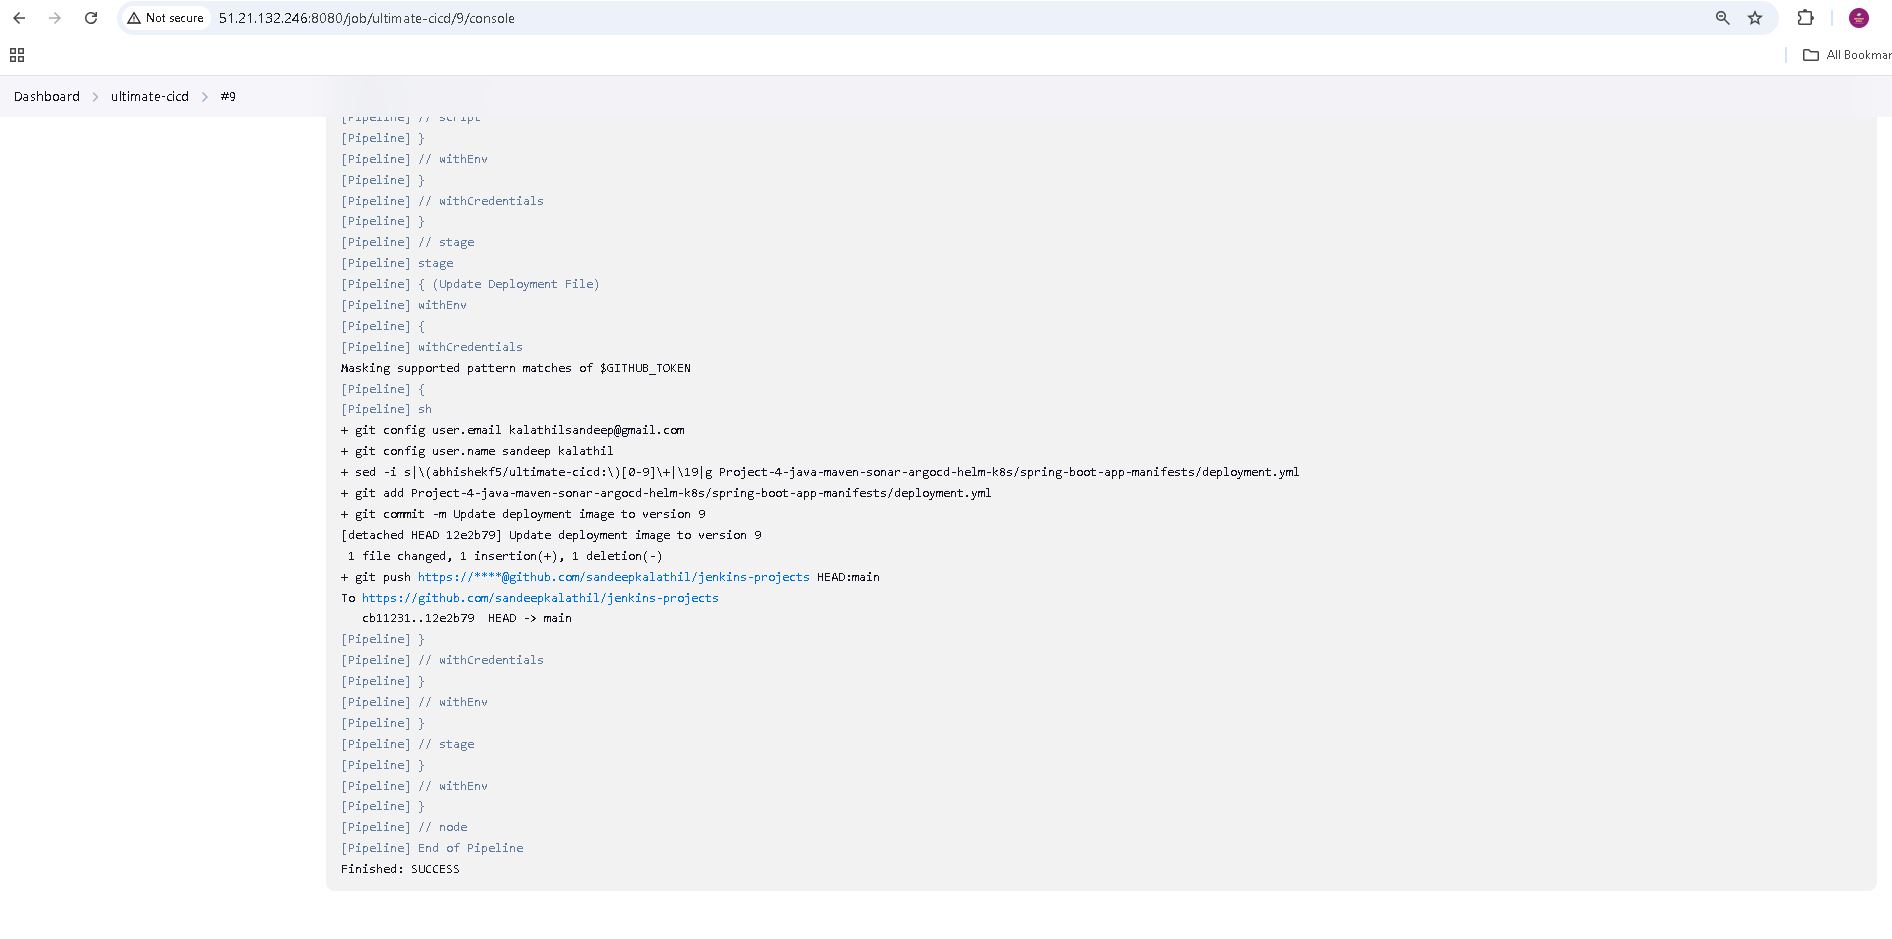 Not secure 51.21.132.246:8080/job/ultimate-cicd/9/console
All Bookmar
Dashboard > ultimate-cicd > #9
[Pipeline] // script
[Pipeline] }
[Pipeline] // withEnv
[Pipeline] }
[Pipeline] // withCredentials
[Pipeline] }
[Pipeline] // stage
[Pipeline] stage
[Pipeline] { (Update Deployment File)
[Pipeline] withEnv
[Pipeline] {
[Pipeline] withCredentials
Masking supported pattern matches of $GITHUB_TOKEN
[Pipeline] {
[Pipeline] sh
+ git config user.email kalathilsandeep@gmail.com
+ git config user.name sandeep kalathil
+ sed -i s|\(abhishekf5/ultimate-cicd:\)[0-9]\+|\19|g Project-4-java-maven-sonar-argocd-helm-k8s/spring-boot-app-manifests/deployment.yml
+ git add Project-4-java-maven-sonar-argocd-helm-k8s/spring-boot-app-manifests/deployment.yml
+ git commit -m Update deployment image to version 9
[detached HEAD 12e2b79] Update deployment image to version 9
1 file changed, 1 insertion(+), 1 deletion(-)
+ git push https://****@github.com/sandeepkalathil/jenkins-projects HEAD:main
To https://github.com/sandeepkalathil/jenkins-projects
cb11231..12e2b79  HEAD -> main
[Pipeline] }
[Pipeline] // withCredentials
[Pipeline] }
[Pipeline] // withEnv
[Pipeline] }
[Pipeline] // stage
[Pipeline] }
[Pipeline] // withEnv
[Pipeline] }
[Pipeline] // node
[Pipeline] End of Pipeline
Finished: SUCCESS